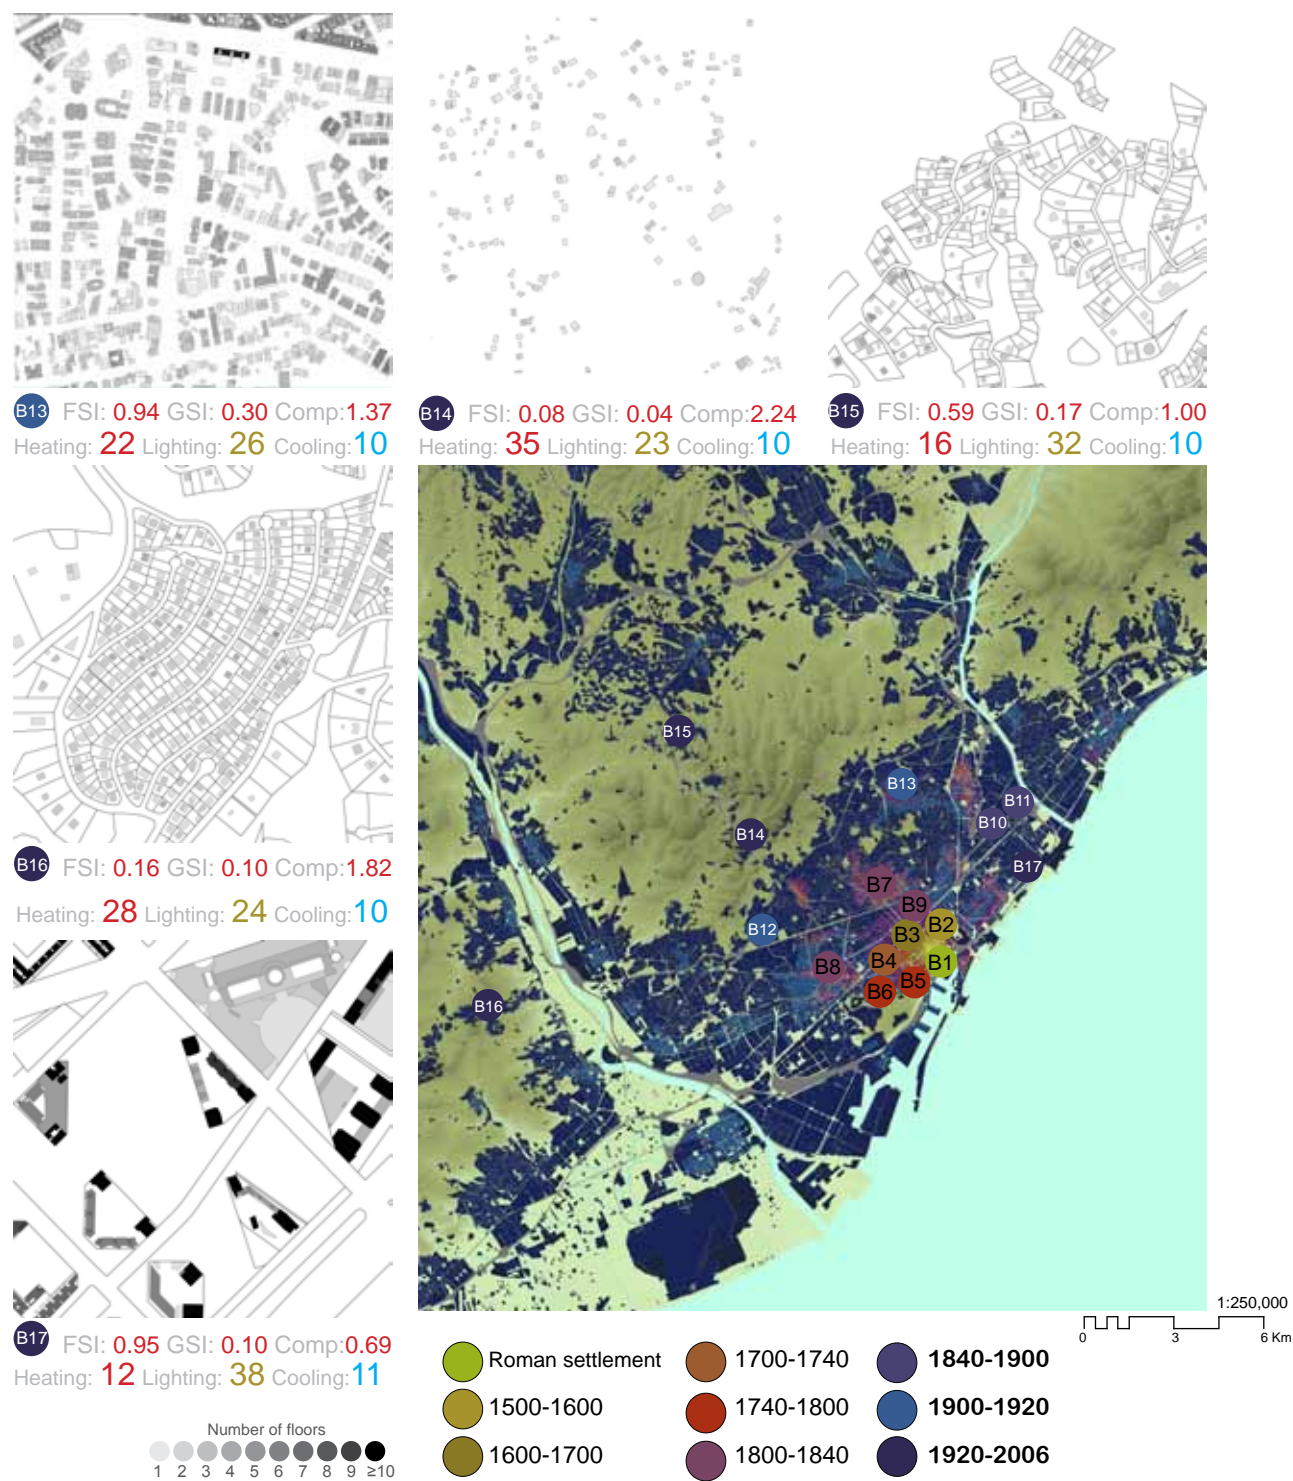 B13 FSI: 0.94 GSI: 0.30 Comp:1.37
Heating: 22 Lighting: 26 Cooling:10
B14 FSI: 0.08 GSI: 0.04 Comp:2.24
Heating: 35 Lighting: 23 Cooling:10
B15 FSI: 0.59 GSI: 0.17 Comp:1.00
Heating: 16 Lighting: 32 Cooling:10
B16 FSI: 0.16 GSI: 0.10 Comp:1.82
Heating: 28 Lighting: 24 Cooling:10
B17 FSI: 0.95 GSI: 0.10 Comp:0.69
Heating: 12 Lighting: 38 Cooling:11
Number of floors
1 2 3 4 5 6 7 8 9 ≥10
B15
B13
B11
B10
B14
B17
B7
B9
B2
B12
B3
B4
B1
B8
B5
B6
B16
1:250,000
0 3 6 Km
Roman settlement
1500-1600
1600-1700
1700-1740
1740-1800
1800-1840
1840-1900
1900-1920
1920-2006